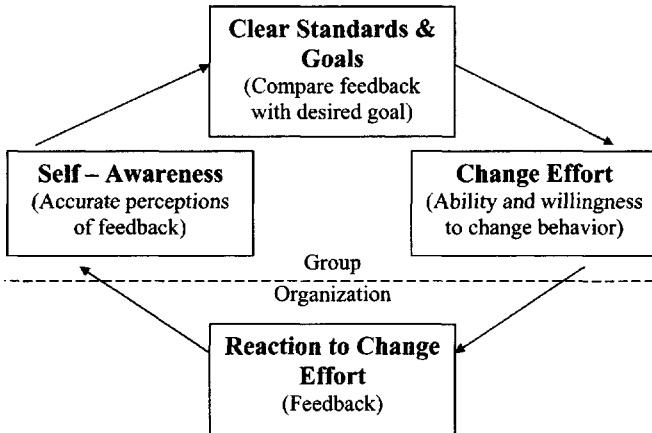 Clear Standards &
Goals
(Compare feedback
with desired goal)
Self – Awareness
(Accurate perceptions
of feedback)
Change Effort
(Ability and willingness
to change behavior)
Group
Organization
Reaction to Change
Effort
(Feedback)